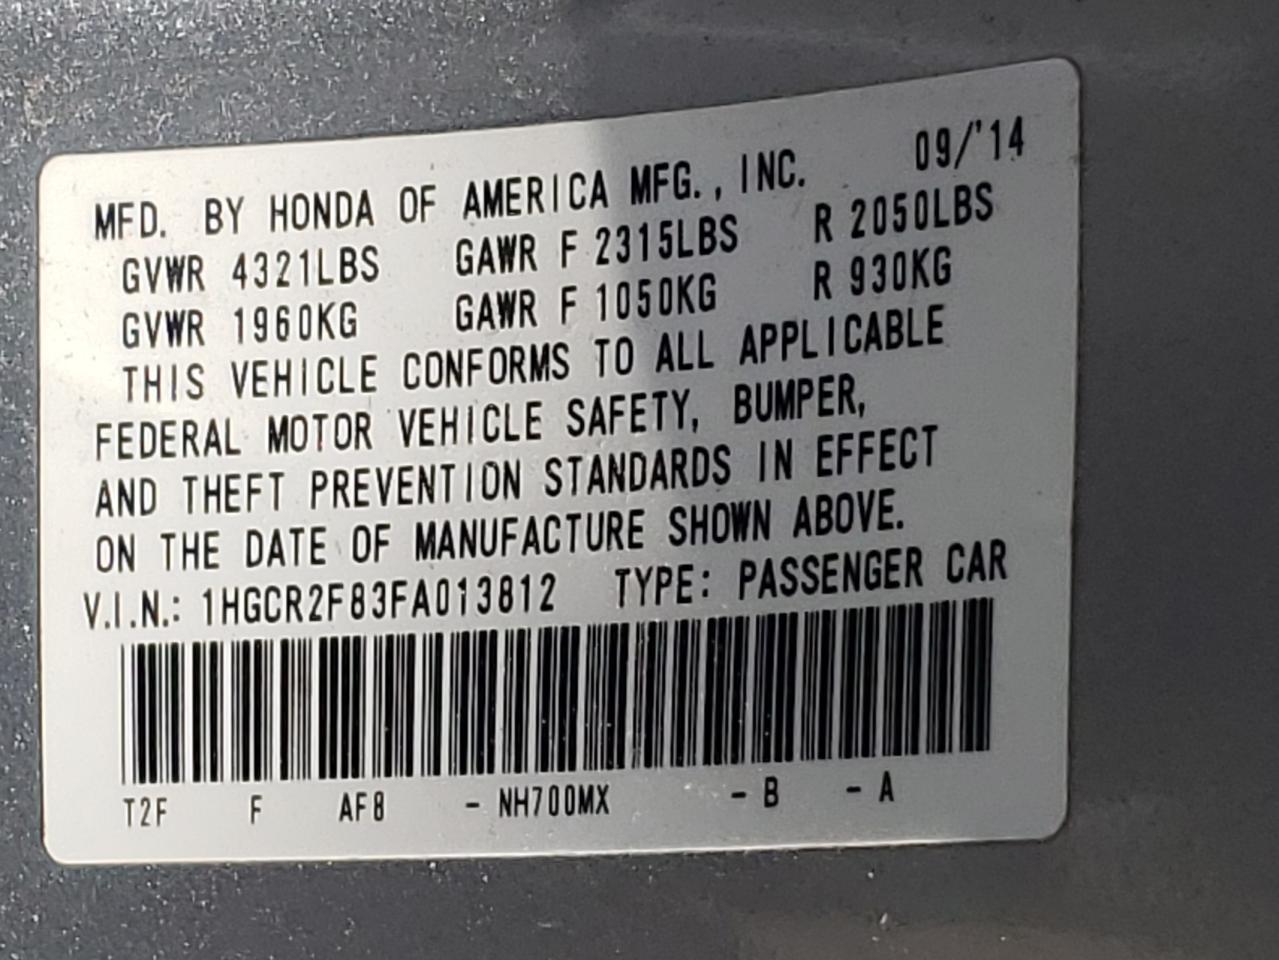 MFD. BY HONDA OF AMERICA MFG., INC. 09/'14
GVWR 4321LBS GAWR F 2315LBS R 2050LBS
GVWR 1960KG GAWR F 1050KG R 930KG
THIS VEHICLE CONFORMS TO ALL APPLICABLE
FEDERAL MOTOR VEHICLE SAFETY, BUMPER,
AND THEFT PREVENTION STANDARDS IN EFFECT
ON THE DATE OF MANUFACTURE SHOWN ABOVE.
V.I.N.: 1HGCR2F83FA013812 TYPE: PASSENGER CAR
T2F F AF8 - NH700MX - B - A